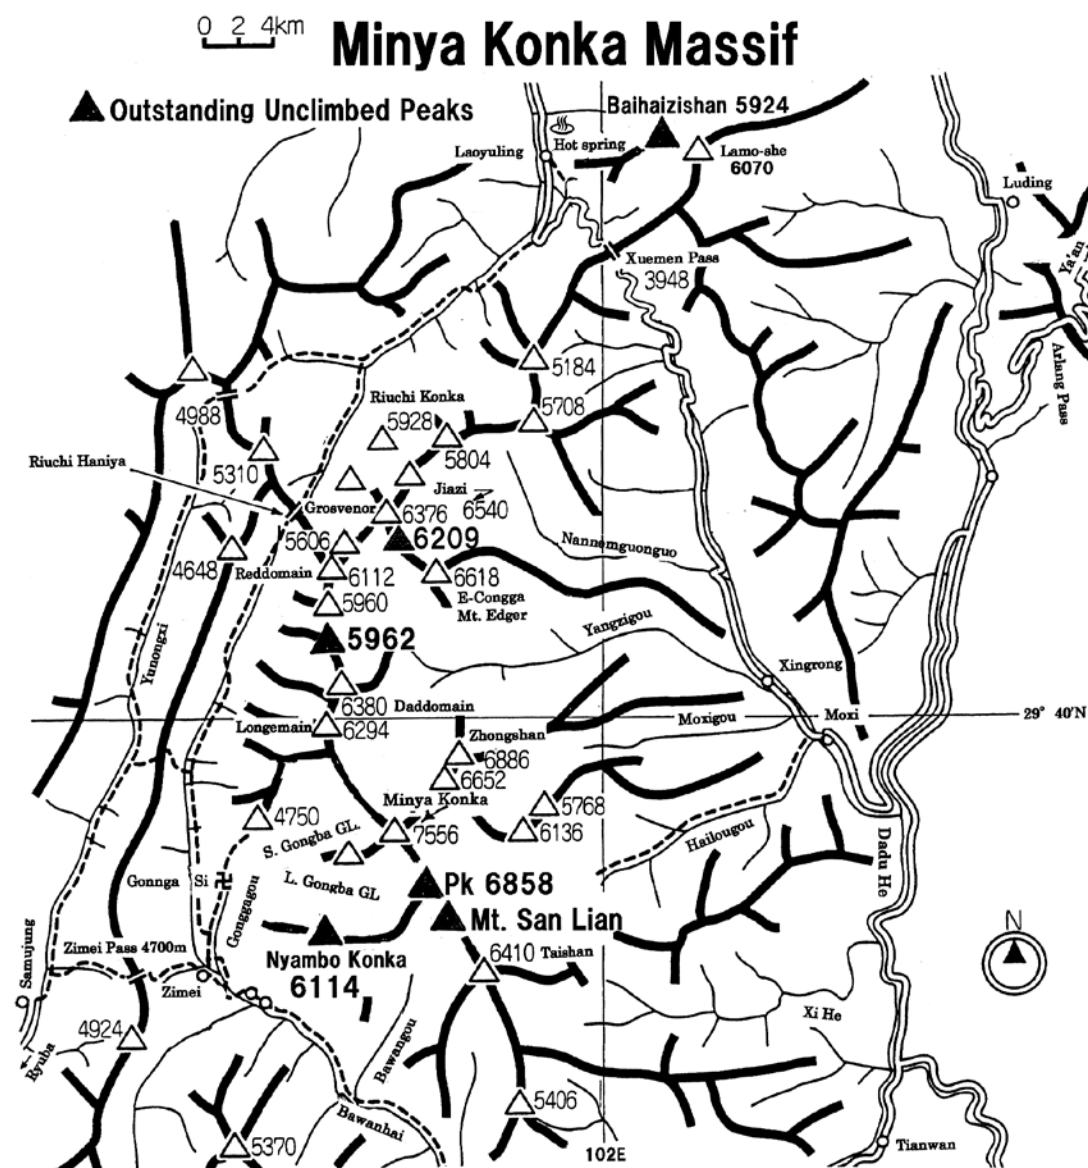 0 2 4km
Minya Konka Massif
Outstanding Unclimbed Peaks
Baihaizishan 5924
Hot spring
Laoyuling
Lamo-she
6070
Luding
Ya'an
Xuemen Pass
3948
Arlang Pass
5184
4988
Riuchi Konka
5928
5708
5804
Riuchi Haniya
5310
Jiazi
6540
Grosvenor
6376
5606
6209
Nannemguonguo
4648
Reddomain
6112
6618
5960
E-Congga
Mt. Edger
Yangzigou
Yunongxi
5962
Xingrong
6380
Daddomain
Longemain
6294
Moxigou
Moxi
29° 40'N
Zhongshan
6886
6652
Minya Konka
5768
4750
7556
6136
S. Gongba GL.
Hailougou
Dadu He
L. Gongba GL
Gonnga
Si
Gonggagou
Pk 6858
Mt. San Lian
N
Samujung
Zimei Pass 4700m
Nyambo Konka
6114
6410
Taishan
Zimei
Xi He
4924
Ryuba
Bawangou
5406
Bawanhai
5370
102E
Tianwan